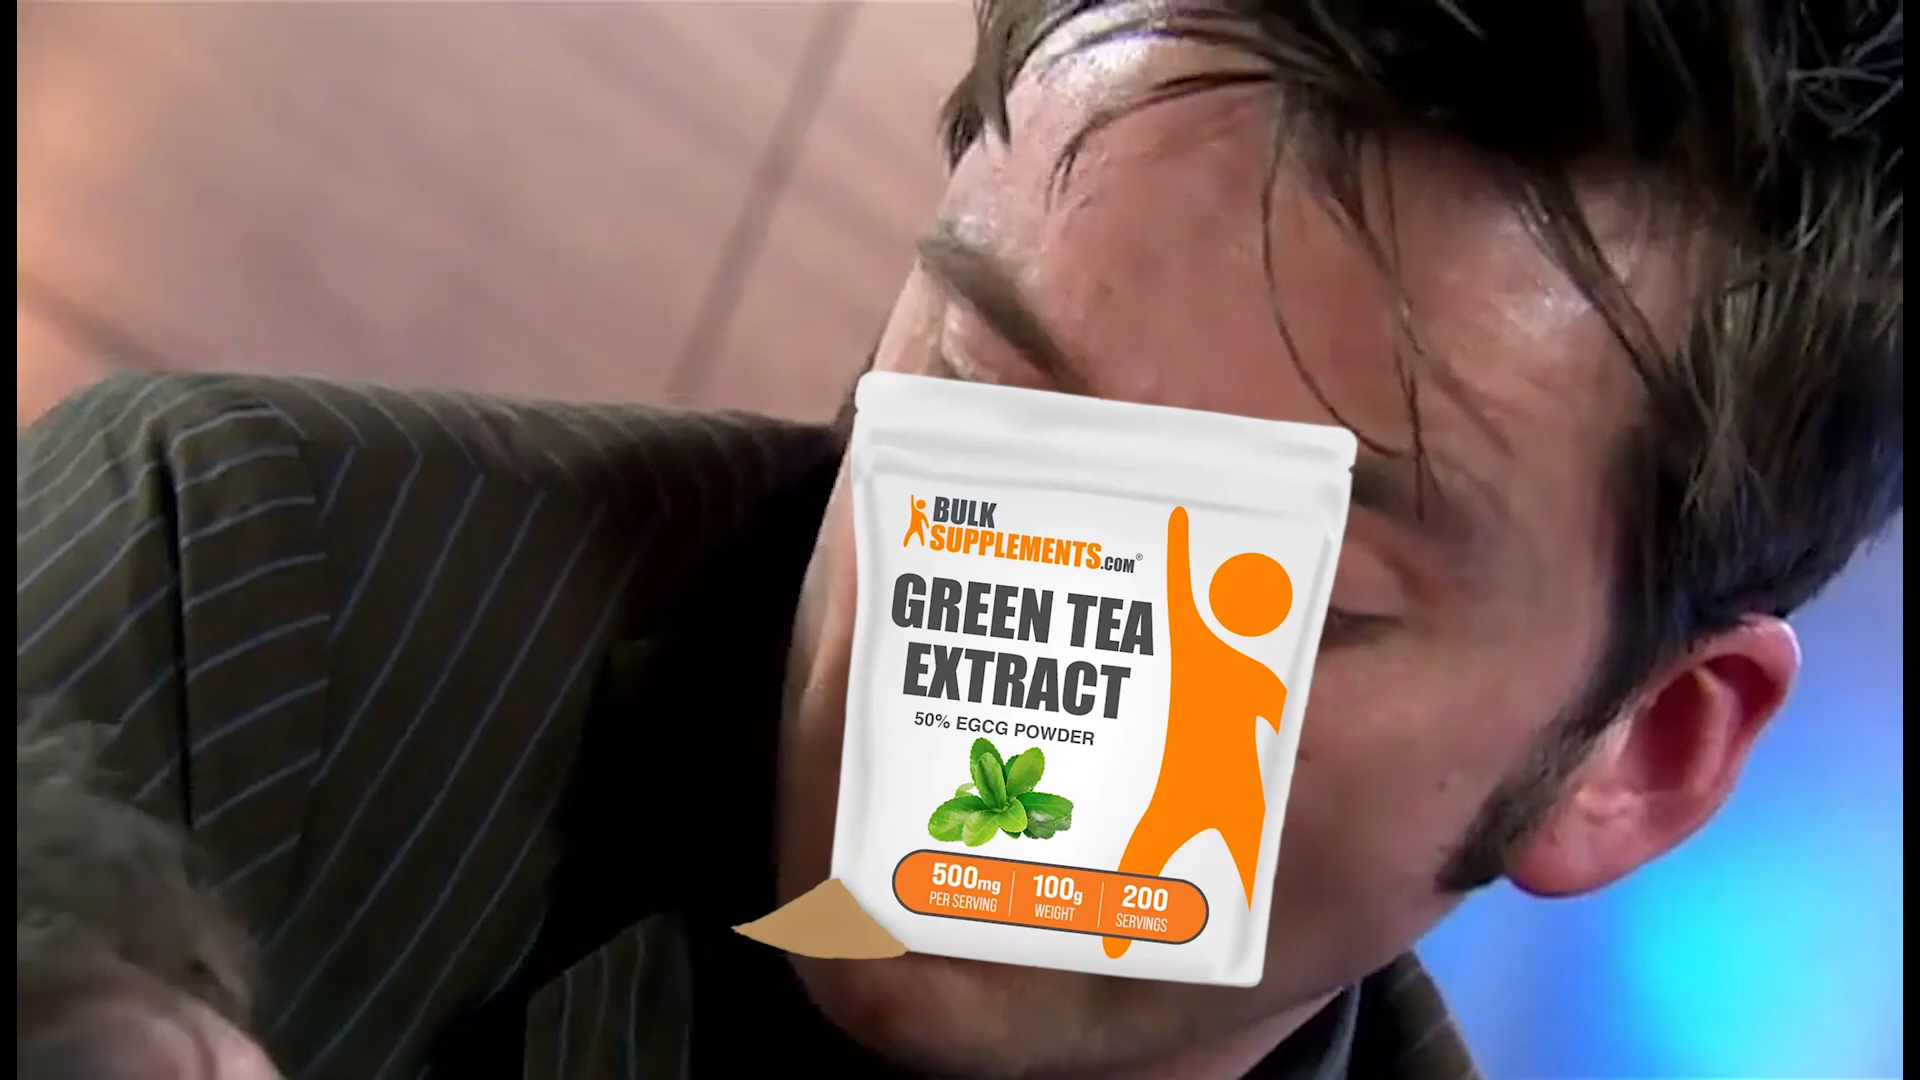 BULK
SUPPLEMENTS.COM®
GREEN TEA
EXTRACT
50% EGCG POWDER
500mg PER SERVING
100g WEIGHT
200 SERVINGS